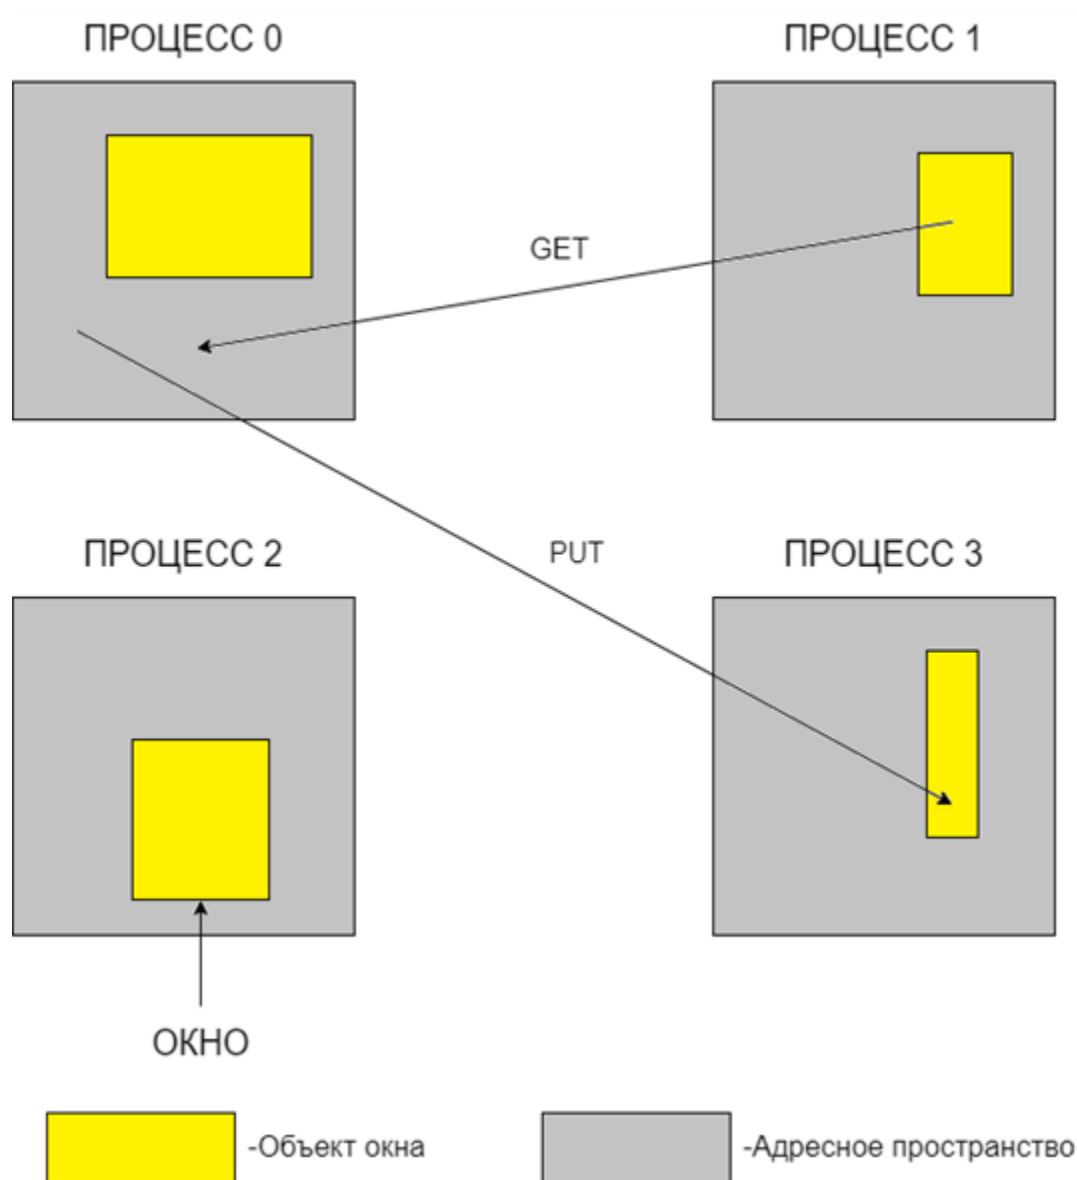 ПРОЦЕСС 0
ПРОЦЕСС 1
GET
PUT
ПРОЦЕСС 2
ПРОЦЕСС 3
ОКНО
-Объект окна
-Адресное пространство